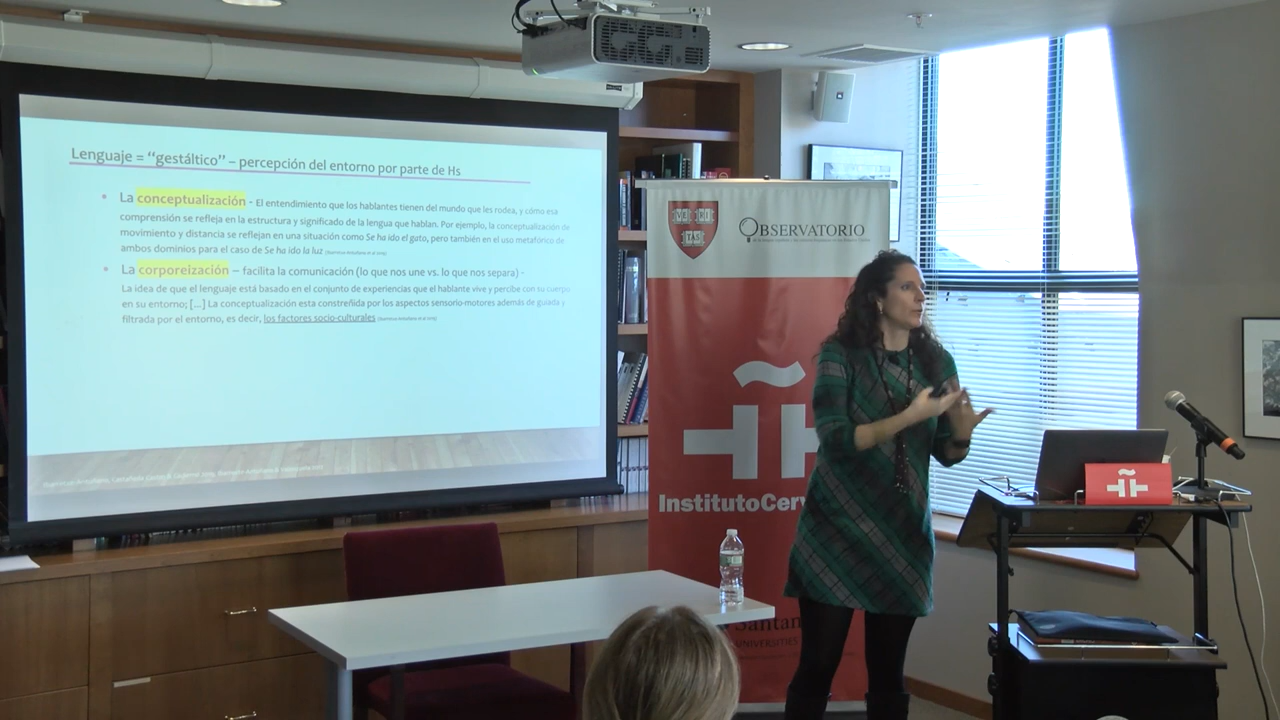 Lenguaje = “gestáltico” – percepción del entorno por parte de Hs
• La conceptualización - El entendimiento que los hablantes tienen del mundo que les rodea, y cómo esa
comprensión se refleja en la estructura y significado de la lengua que hablan. Por ejemplo, la conceptualización de
movimiento y distancia se reflejan en una situación como Se ha ido el gato, pero también en el uso metafórico de
ambos dominios para el caso de Se ha ido la luz
• La corporeización – facilita la comunicación (lo que nos une vs. lo que nos separa) -
La idea de que el lenguaje está basado en el conjunto de experiencias que el hablante vive y percibe con su cuerpo
en su entorno; [...] La conceptualización esta constreñida por los aspectos sensorio-motores además de guiada y
filtrada por el entorno, es decir, los factores socio-culturales
VE RI
TAS
OBSERVATORIO
InstitutoCerv
Santan
UNIVERSITIES